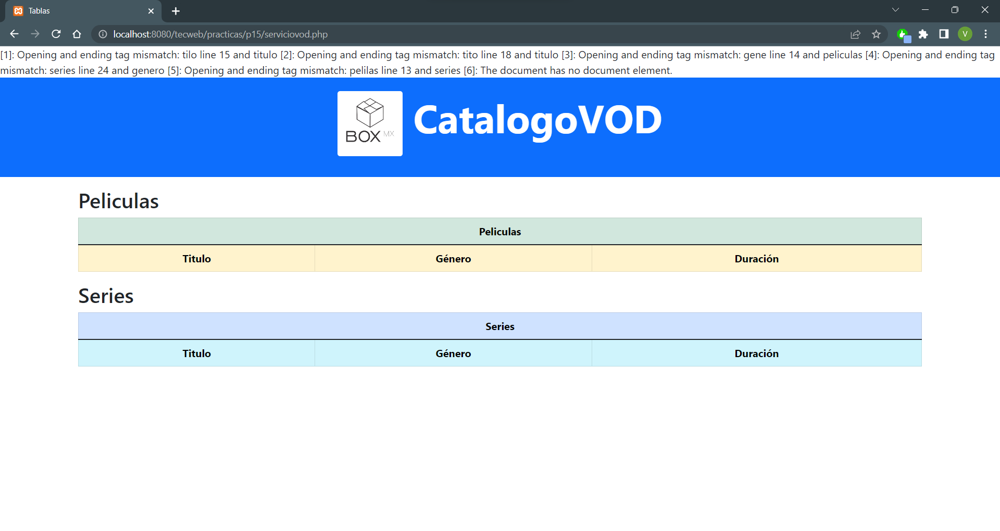 Tablas
localhost:8080/tecweb/practicas/p15/serviciovod.php
V
[1]: Opening and ending tag mismatch: tilo line 15 and titulo [2]: Opening and ending tag mismatch: tito line 18 and titulo [3]: Opening and ending tag mismatch: gene line 14 and peliculas [4]: Opening and ending tag
mismatch: series line 24 and genero [5]: Opening and ending tag mismatch: pelilas line 13 and series [6]: The document has no document element.
BOX MX
CatalogoVOD
Peliculas
Peliculas
Titulo Género Duración
Series
Series
Titulo Género Duración